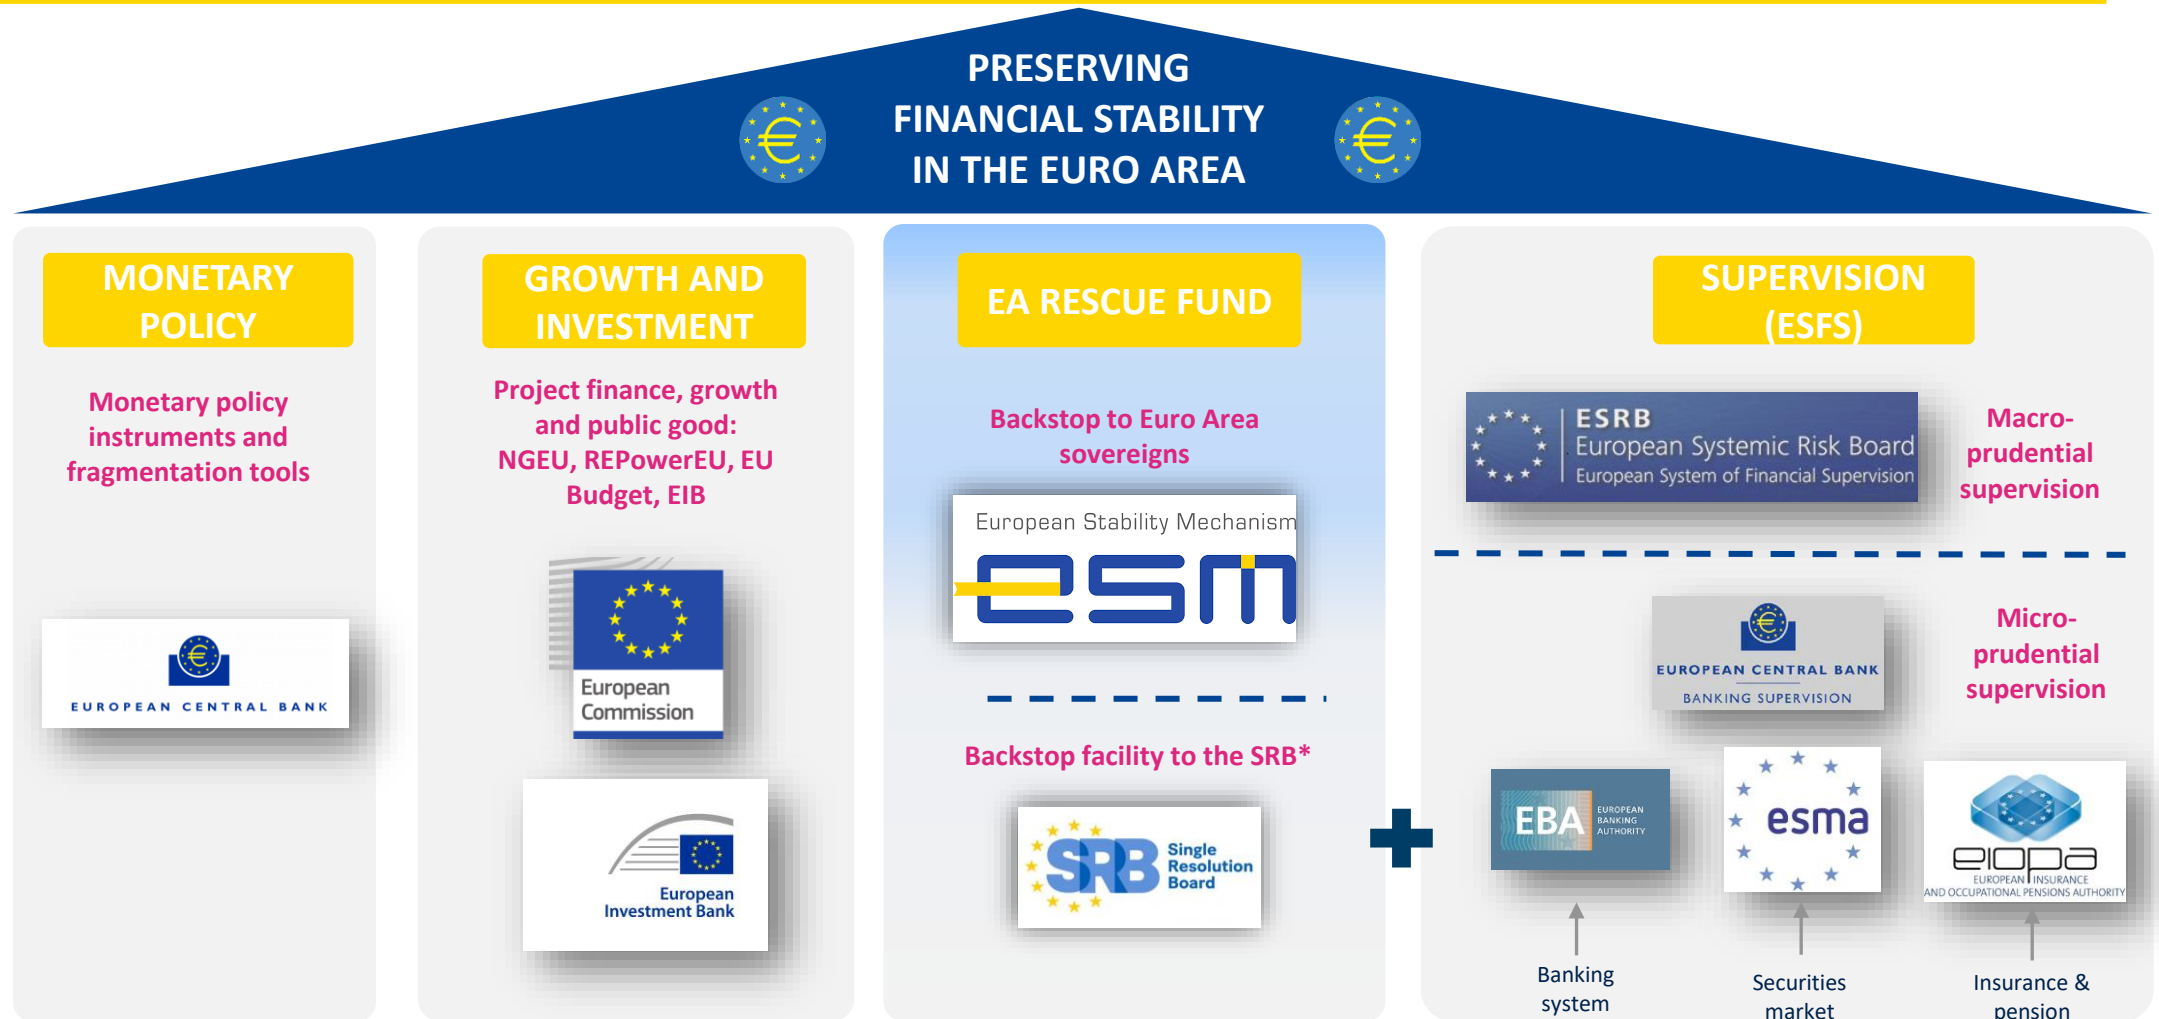 PRESERVING
FINANCIAL STABILITY
IN THE EURO AREA
MONETARY
POLICY
Monetary policy
instruments and
fragmentation tools
EUROPEAN CENTRAL BANK
GROWTH AND
INVESTMENT
Project finance, growth
and public good:
NGEU, REPowerEU, EU
Budget, EIB
European
Commission
European
Investment Bank
EA RESCUE FUND
Backstop to Euro Area
sovereigns
European Stability Mechanism
esm
Backstop facility to the SRB*
SRB
Single
Resolution
Board
SUPERVISION
(ESFS)
ESRB
European Systemic Risk Board
European System of Financial Supervision
Macro-
prudential
supervision
EUROPEAN CENTRAL BANK
BANKING SUPERVISION
Micro-
prudential
supervision
EBA
EUROPEAN
BANKING
AUTHORITY
esma
eiopa
EUROPEAN INSURANCE
AND OCCUPATIONAL PENSIONS AUTHORITY
Banking
system
Securities
market
Insurance &
pension